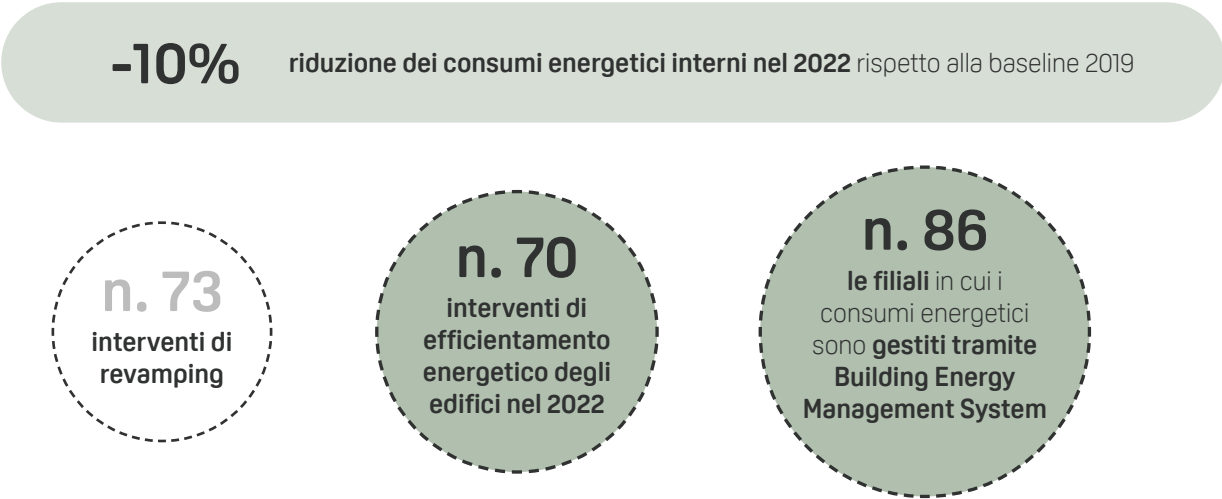 -10% riduzione dei consumi energetici interni nel 2022 rispetto alla baseline 2019
n. 73
interventi di
revamping
n. 70
interventi di
efficientamento
energetico degli
edifici nel 2022
n. 86
le filiali in cui i
consumi energetici
sono gestiti tramite
Building Energy
Management System